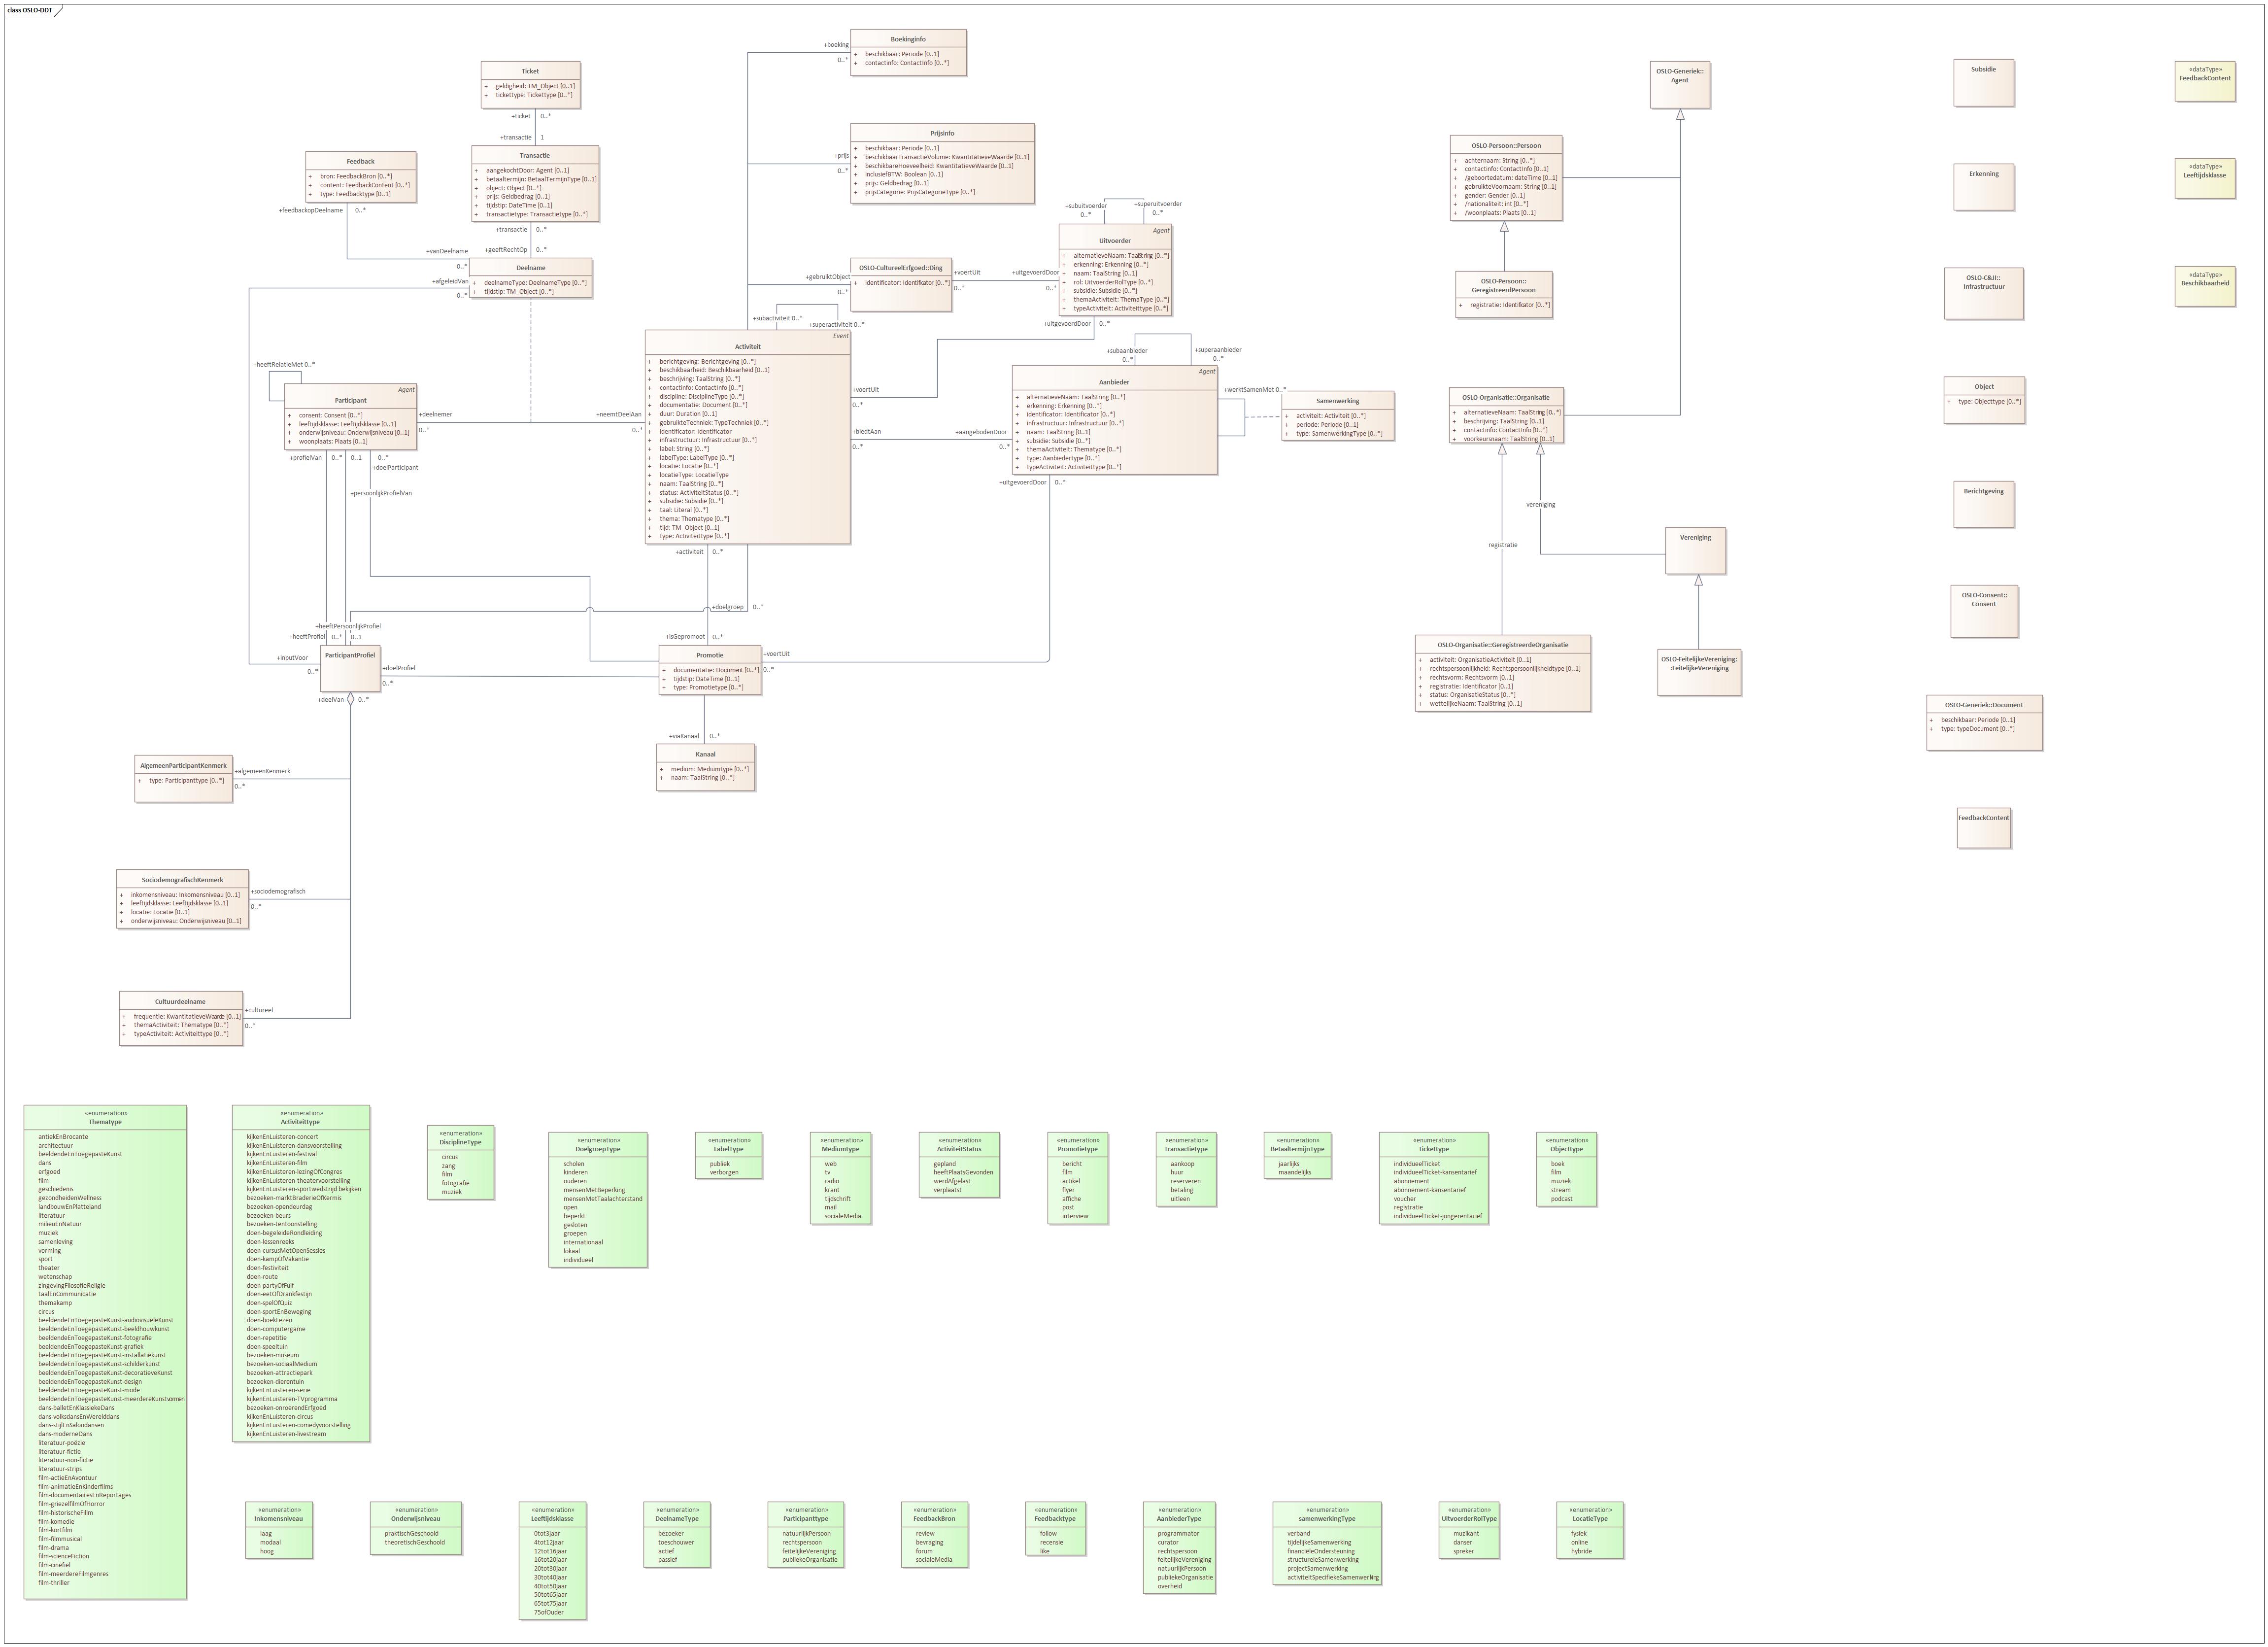 class OSLO-DDT
Boekinginfo
+ beschikbaar: Periode [0..1]
+ contactinfo: ContactInfo [0..*]
+boeking
0..*
Ticket
+ geldigheid: TM_Object [0..1]
+ tickettype: Tickettype [0..*]
+ticket 0..*
+transactie 1
Prijsinfo
+ beschikbaar: Periode [0..1]
+ beschikbaarTransactieVolume: KwantitatieveWaarde [0..1]
+ beschikbareHoeveelheid: KwantitatieveWaarde [0..1]
+ inclusiefBTW: Boolean [0..1]
+ prijs: Geldbedrag [0..1]
+ prijsCategorie: PrijsCategorieType [0..*]
+prijs
0..*
Feedback
+ bron: FeedbackBron [0..*]
+ content: FeedbackContent [0..*]
+ type: Feedbacktype [0..1]
+feedbackopDeelname 0..*
Transactie
+ aangekochtDoor: Agent [0..1]
+ betaaltermijn: BetaalTermijnType [0..1]
+ object: Object [0..*]
+ prijs: Geldbedrag [0..1]
+ tijdstip: DateTime [0..1]
+ transactietype: Transactietype [0..*]
+transactie 0..*
+geeftRechtOp 0..*
+vanDeelname
0..*
Deelname
+ deelnameType: DeelnameType [0..*]
+ tijdstip: TM_Object [0..*]
+afgeleidVan
0..*
OSLO-CultureelErfgoed::Ding
+ identificator: Identificator [0..*]
+gebruiktObject
0..*
+voertUit
0..*
+uitgevoerdDoor
0..*
+subuitvoerder
0..*
+superuitvoerder
0..*
Agent
Uitvoerder
+ alternatieveNaam: TaalString [0..*]
+ erkenning: Erkenning [0..*]
+ naam: TaalString [0..1]
+ rol: UitvoerderRolType [0..*]
+ subsidie: Subsidie [0..*]
+ themaActiviteit: ThemaType [0..*]
+ typeActiviteit: Activiteittype [0..*]
+uitgevoerdDoor 0..*
+subactiviteit 0..*
+superactiviteit 0..*
Event
Activiteit
+ berichtgeving: Berichtgeving [0..*]
+ beschikbaarheid: Beschikbaarheid [0..1]
+ beschrijving: TaalString [0..*]
+ contactinfo: ContactInfo [0..*]
+ discipline: DisciplineType [0..*]
+ documentatie: Document [0..*]
+ duur: Duration [0..1]
+ gebruikteTechniek: TypeTechniek [0..*]
+ identificator: Identificator
+ infrastructuur: Infrastructuur [0..*]
+ label: String [0..*]
+ labelType: LabelType [0..*]
+ locatie: Locatie [0..*]
+ locatieType: LocatieType
+ naam: TaalString [0..*]
+ status: ActiviteitStatus [0..*]
+ subsidie: Subsidie [0..*]
+ taal: Literal [0..*]
+ thema: Thematype [0..*]
+ tijd: TM_Object [0..1]
+ type: Activiteittype [0..*]
+voertUit
0..*
+biedtAan
0..*
+aangebodenDoor
0..*
+subaanbieder
0..*
+superaanbieder
0..*
Agent
Aanbieder
+ alternatieveNaam: TaalString [0..*]
+ erkenning: Erkenning [0..*]
+ identificator: Identificator [0..*]
+ infrastructuur: Infrastructuur [0..*]
+ naam: TaalString [0..1]
+ subsidie: Subsidie [0..*]
+ themaActiviteit: Thematype [0..*]
+ type: Aanbiedertype [0..*]
+ typeActiviteit: Activiteittype [0..*]
+uitgevoerdDoor 0..*
+werktSamenMet 0..*
Samenwerking
+ activiteit: Activiteit [0..*]
+ periode: Periode [0..1]
+ type: SamenwerkingType [0..*]
+heeftRelatieMet 0..*
Agent
Participant
+ consent: Consent [0..*]
+ leeftijdsklasse: Leeftijdsklasse [0..1]
+ onderwijsniveau: Onderwijsniveau [0..1]
+ woonplaats: Plaats [0..1]
+deelnemer
0..*
+neemtDeelAan
0..*
+profielVan 0..* 0..1 0..*
+doelParticipant
+persoonlijkProfielVan
+activiteit 0..*
+doelgroep 0..*
+heeftPersoonlijkProfiel
+heeftProfiel 0..* 0..1
+isGepromoot 0..*
+inputVoor
0..*
ParticipantProfiel
+doelProfiel
0..*
+deelVan 0..*
Promotie
+ documentatie: Document [0..*]
+ tijdstip: DateTime [0..1]
+ type: Promotietype [0..*]
+voertUit
0..*
+viaKanaal 0..*
Kanaal
+ medium: Mediumtype [0..*]
+ naam: TaalString [0..*]
AlgemeenParticipantKenmerk
+ type: Participanttype [0..*]
+algemeenKenmerk
0..*
SociodemografischKenmerk
+ inkomensniveau: Inkomensniveau [0..1]
+ leeftijdsklasse: Leeftijdsklasse [0..1]
+ locatie: Locatie [0..1]
+ onderwijsniveau: Onderwijsniveau [0..1]
+sociodemografisch
0..*
Cultuurdeelname
+ frequentie: KwantitatieveWaarde [0..1]
+ themaActiviteit: Thematype [0..*]
+ typeActiviteit: Activiteittype [0..*]
+cultureel
0..*
OSLO-Generiek::
Agent
OSLO-Persoon::Persoon
+ achternaam: String [0..*]
+ contactinfo: ContactInfo [0..1]
+ /geboortedatum: dateTime [0..1]
+ gebruikteVoornaam: String [0..1]
+ gender: Gender [0..1]
+ /nationaliteit: int [0..*]
+ /woonplaats: Plaats [0..1]
OSLO-Persoon::
GeregistreerdPersoon
+ registratie: Identificator [0..*]
OSLO-Organisatie::Organisatie
+ alternatieveNaam: TaalString [0..*]
+ beschrijving: TaalString [0..1]
+ contactinfo: ContactInfo [0..*]
+ voorkeursnaam: TaalString [0..1]
vereniging
registratie
Vereniging
OSLO-Organisatie::GeregistreerdeOrganisatie
+ activiteit: OrganisatieActiviteit [0..1]
+ rechtspersoonlijkheid: Rechtspersoonlijkheidtype [0..1]
+ rechtsvorm: Rechtsvorm [0..1]
+ registratie: Identificator [0..1]
+ status: OrganisatieStatus [0..*]
+ wettelijkeNaam: TaalString [0..1]
OSLO-FeitelijkeVereniging:
:FeitelijkeVereniging
Subsidie
Erkenning
OSLO-C&JI::
Infrastructuur
Object
+ type: Objecttype [0..*]
Berichtgeving
OSLO-Consent::
Consent
OSLO-Generiek::Document
+ beschikbaar: Periode [0..1]
+ type: typeDocument [0..*]
FeedbackContent
«dataType»
FeedbackContent
«dataType»
Leeftijdsklasse
«dataType»
Beschikbaarheid
«enumeration»
Thematype
antiekEnBrocante
architectuur
beeldendeEnToegepasteKunst
dans
erfgoed
film
geschiedenis
gezondheidenWellness
landbouwEnPlatteland
literatuur
milieuEnNatuur
muziek
samenleving
vorming
sport
theater
wetenschap
zingevingFilosofieReligie
taalEnCommunicatie
themakamp
circus
beeldendeEnToegepasteKunst-audiovisueleKunst
beeldendeEnToegepasteKunst-beeldhouwkunst
beeldendeEnToegepasteKunst-fotografie
beeldendeEnToegepasteKunst-grafiek
beeldendeEnToegepasteKunst-installatiekunst
beeldendeEnToegepasteKunst-schilderkunst
beeldendeEnToegepasteKunst-decoratieveKunst
beeldendeEnToegepasteKunst-design
beeldendeEnToegepasteKunst-mode
beeldendeEnToegepasteKunst-meerdereKunstvomen
dans-balletEnKlassiekeDans
dans-volksdansEnWerelddans
dans-stijlEnSalondansen
dans-moderneDans
literatuur-poëzie
literatuur-fictie
literatuur-non-fictie
literatuur-strips
film-actieEnAvontuur
film-animatieEnKinderfilms
film-documentairesEnReportages
film-griezelfilmOfHorror
film-historischeFillm
film-komedie
film-kortfilm
film-filmmusical
film-drama
film-scienceFiction
film-cinefiel
film-meerdereFilmgenres
film-thriller
«enumeration»
Activiteittype
kijkenEnLuisteren-concert
kijkenEnLuisteren-dansvoorstelling
kijkenEnLuisteren-festival
kijkenEnLuisteren-film
kijkenEnLuisteren-lezingOfCongres
kijkenEnLuisteren-theatervoorstelling
kijkenEnLuisteren-sportwedstrijd bekijken
bezoeken-marktBraderieOfKermis
bezoeken-opendeurdag
bezoeken-beurs
bezoeken-tentoonstelling
doen-begeleideRondleiding
doen-lessenreeks
doen-cursusMetOpenSessies
doen-kampOfVakantie
doen-festiviteit
doen-route
doen-partyOfFuif
doen-eetOfDrankfestijn
doen-spelOfQuiz
doen-sportEnBeweging
doen-boekLezen
doen-computergame
doen-repetitie
doen-speeltuin
bezoeken-museum
bezoeken-sociaalMedium
bezoeken-attractiepark
bezoeken-dierentuin
kijkenEnLuisteren-serie
kijkenEnLuisteren-TVprogramma
bezoeken-onroerendErfgoed
kijkenEnLuisteren-circus
kijkenEnLuisteren-comedyvoorstelling
kijkenEnLuisteren-livestream
«enumeration»
DisciplineType
circus
zang
film
fotografie
muziek
«enumeration»
DoelgroepType
scholen
kinderen
ouderen
mensenMetBeperking
mensenMetTaalachterstand
open
beperkt
gesloten
groepen
internationaal
lokaal
individueel
«enumeration»
LabelType
publiek
verborgen
«enumeration»
Mediumtype
web
tv
radio
krant
tijdschrift
mail
socialeMedia
«enumeration»
ActiviteitStatus
gepland
heeftPlaatsGevonden
werdAfgelast
verplaatst
«enumeration»
Promotietype
bericht
film
artikel
flyer
affiche
post
interview
«enumeration»
Transactietype
aankoop
huur
reserveren
betaling
uitleen
«enumeration»
BetaaltermijnType
jaarlijks
maandelijks
«enumeration»
Tickettype
individueelTicket
individueelTicket-kansentarief
abonnement
abonnement-kansentarief
voucher
registratie
individueelTicket-jongerentarief
«enumeration»
Objecttype
boek
film
muziek
stream
podcast
«enumeration»
Inkomensniveau
laag
modaal
hoog
«enumeration»
Onderwijsniveau
praktischGeschoold
theoretischGeschoold
«enumeration»
Leeftijdsklasse
0tot3jaar
4tot12jaar
12tot16jaar
16tot20jaar
20tot30jaar
30tot40jaar
40tot50jaar
50tot65jaar
65tot75jaar
75ofOuder
«enumeration»
DeelnameType
bezoeker
toeschouwer
actief
passief
«enumeration»
Participanttype
natuurlijkPersoon
rechtspersoon
feitelijkeVereniging
publiekeOrganisatie
«enumeration»
FeedbackBron
review
bevraging
forum
socialeMedia
«enumeration»
Feedbacktype
follow
recensie
like
«enumeration»
AanbiederType
programmator
curator
rechtspersoon
feitelijkeVereniging
natuurlijkPersoon
publiekeOrganisatie
overheid
«enumeration»
samenwerkingType
verband
tijdelijkeSamenwerking
financiëleOndersteuning
structureleSamenwerking
projectSamenwerking
activiteitSpecifiekeSamenwerking
«enumeration»
UitvoerderRolType
muzikant
danser
spreker
«enumeration»
LocatieType
fysiek
online
hybride